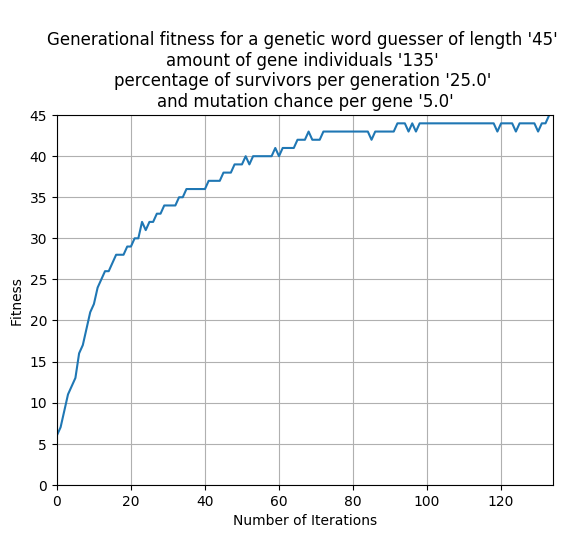 Generational fitness for a genetic word guesser of length '45'
amount of gene individuals '135'
percentage of survivors per generation '25.0'
and mutation chance per gene '5.0'
45
40
35
30
25
20
15
10
5
0
Fitness
0 20 40 60 80 100 120
Number of Iterations